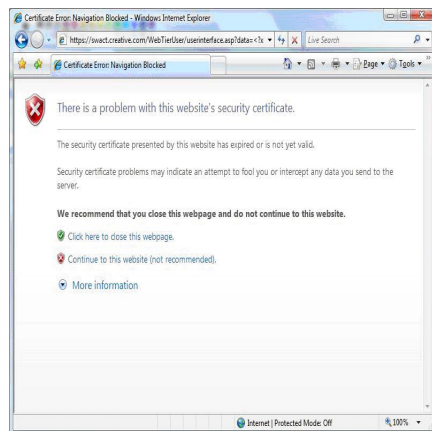 Certificate Error: Navigation Blocked - Windows Internet Explorer
https://swact.creative.com/WebTierUser/userinterface.asp?data=<?x
Live Search
Certificate Error: Navigation Blocked
Page
Tools
There is a problem with this website's security certificate.
The security certificate presented by this website has expired or is not yet valid.
Security certificate problems may indicate an attempt to fool you or intercept any data you send to the
server.
We recommend that you close this webpage and do not continue to this website.
Click here to close this webpage.
Continue to this website (not recommended).
More information
Internet | Protected Mode: Off
100%